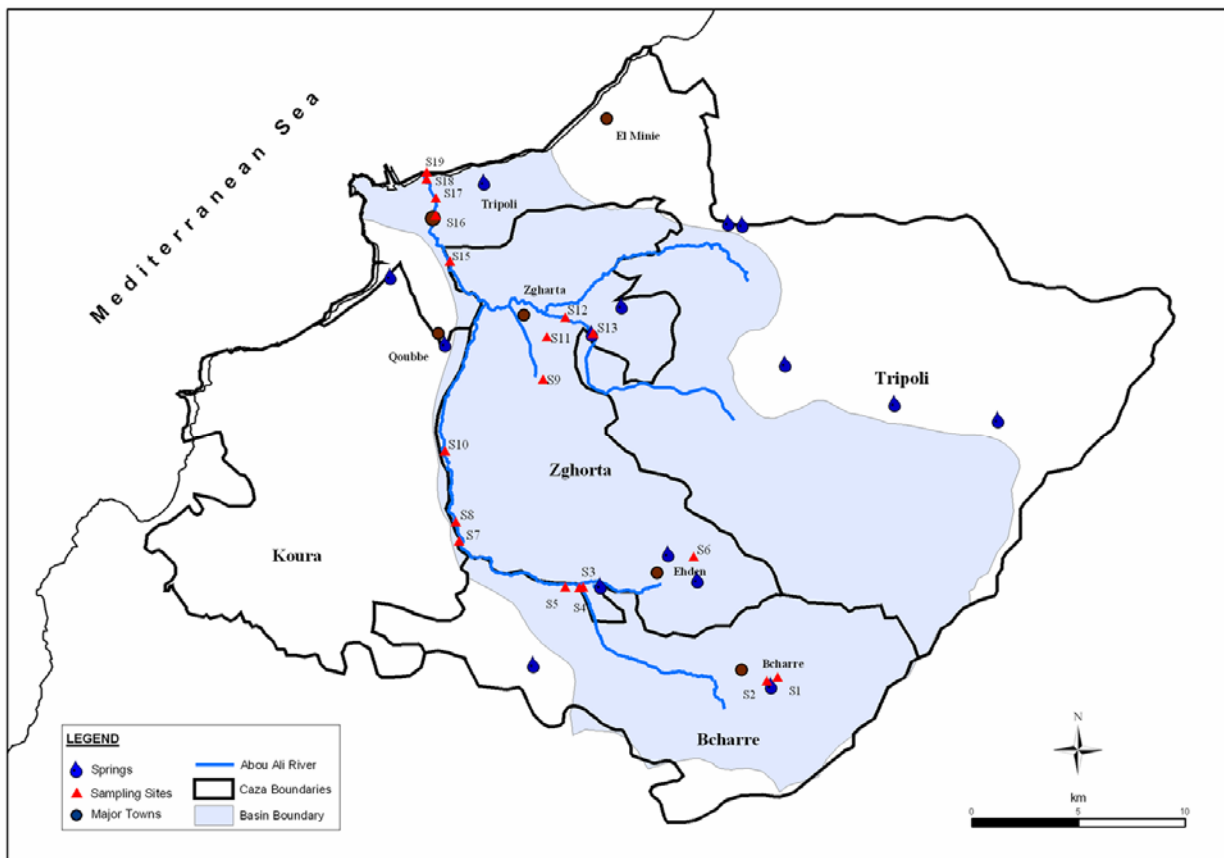 Mediterranean Sea
El Minie
S19
S18
S17
Tripoli
S16
S15
Zgharta
S12
S13
S11
Qoubbe
S9
Tripoli
S10
Zghorta
S8
S7
Koura
S6
S3
Ehden
S5
S4
Bcharre
S2
S1
Bcharre
LEGEND
Springs
Sampling Sites
Major Towns
Abou Ali River
Caza Boundaries
Basin Boundary
N
km
0
5
10